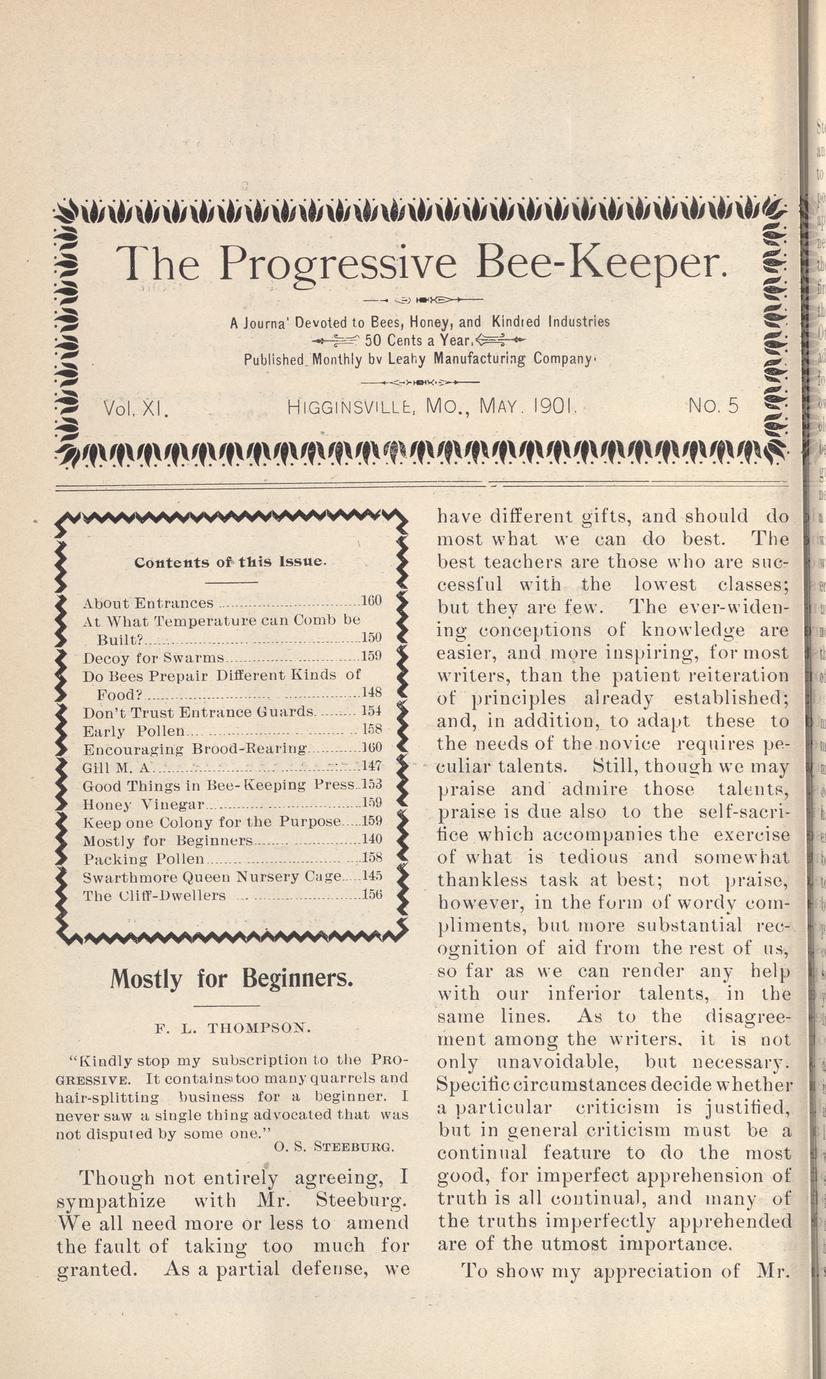 The Progressive Bee-Keeper.
A Journa' Devoted to Bees, Honey, and Kindred Industries
50 Cents a Year.
Published Monthly by Leahy Manufacturing Company.
Vol. XI. HIGGINSVILLE, MO., MAY. 1901. NO. 5
Contents of this Issue.
About Entrances ..............................160
At What Temperature can Comb be
Built?..............................150
Decoy for Swarms..............................159
Do Bees Prepair Different Kinds of
Food? ..............................148
Don't Trust Entrance Guards..........154
Early Pollen..............................158
Encouraging Brood-Rearing............160
Gill M. A..............................147
Good Things in Bee-Keeping Press..153
Honey Vinegar..............................159
Keep one Colony for the Purpose.....159
Mostly for Beginners....................140
Packing Pollen..............................158
Swarthmore Queen Nursery Cage.....145
The Cliff-Dwellers ....................156
Mostly for Beginners.
F. L. THOMPSON.
"Kindly stop my subscription to the PRO-
GRESSIVE. It contains too many quarrels and
hair-splitting business for a beginner. I
never saw a single thing advocated that was
not disputed by some one."
O. S. STEEBURG.
Though not entirely agreeing, I
sympathize with Mr. Steeburg.
We all need more or less to amend
the fault of taking too much for
granted. As a partial defense, we
have different gifts, and should do
most what we can do best. The
best teachers are those who are suc-
cessful with the lowest classes;
but they are few. The ever-widen-
ing conceptions of knowledge are
easier, and more inspiring, for most
writers, than the patient reiteration
of principles already established;
and, in addition, to adapt these to
the needs of the novice requires pe-
culiar talents. Still, though we may
praise and admire those talents,
praise is due also to the self-sacri-
fice which accompanies the exercise
of what is tedious and somewhat
thankless task at best; not praise,
however, in the form of wordy com-
pliments, but more substantial rec-
ognition of aid from the rest of us,
so far as we can render any help
with our inferior talents, in the
same lines. As to the disagree-
ment among the writers, it is not
only unavoidable, but necessary.
Specific circumstances decide whether
a particular criticism is justified,
but in general criticism must be a
continual feature to do the most
good, for imperfect apprehension of
truth is all continual, and many of
the truths imperfectly apprehended
are of the utmost importance.
To show my appreciation of Mr.